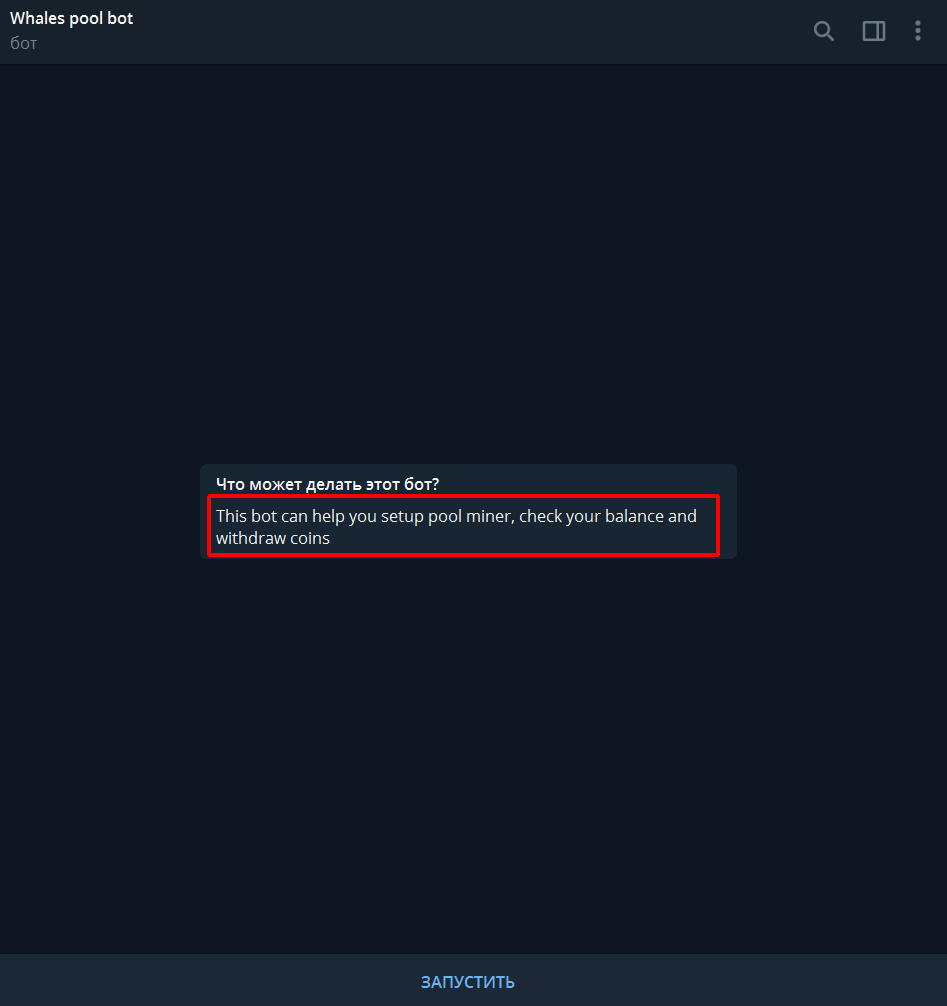 Whales pool bot
бот
Что может делать этот бот?
This bot can help you setup pool miner, check your balance and
withdraw coins
ЗАПУСТИТЬ